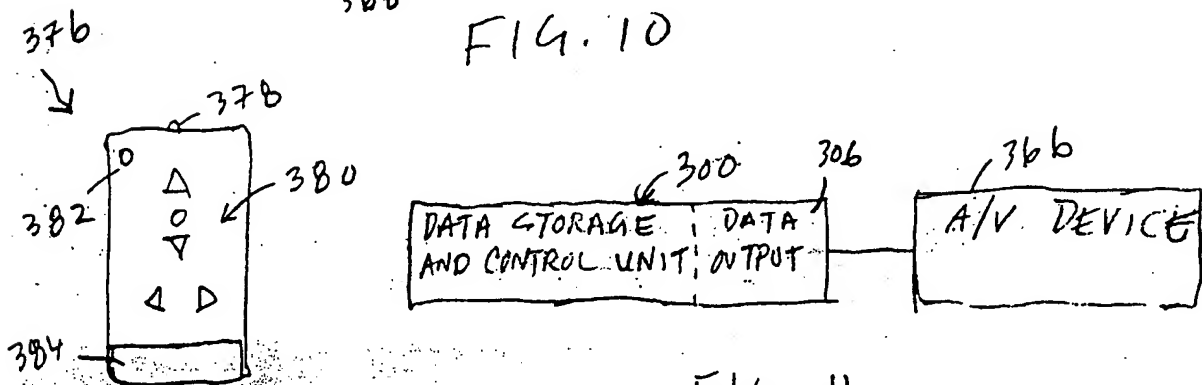 FIG. 10
376
378
380
382
384
300
306
366
DATA STORAGE DATA
AND CONTROL UNIT OUTPUT
A/V DEVICE